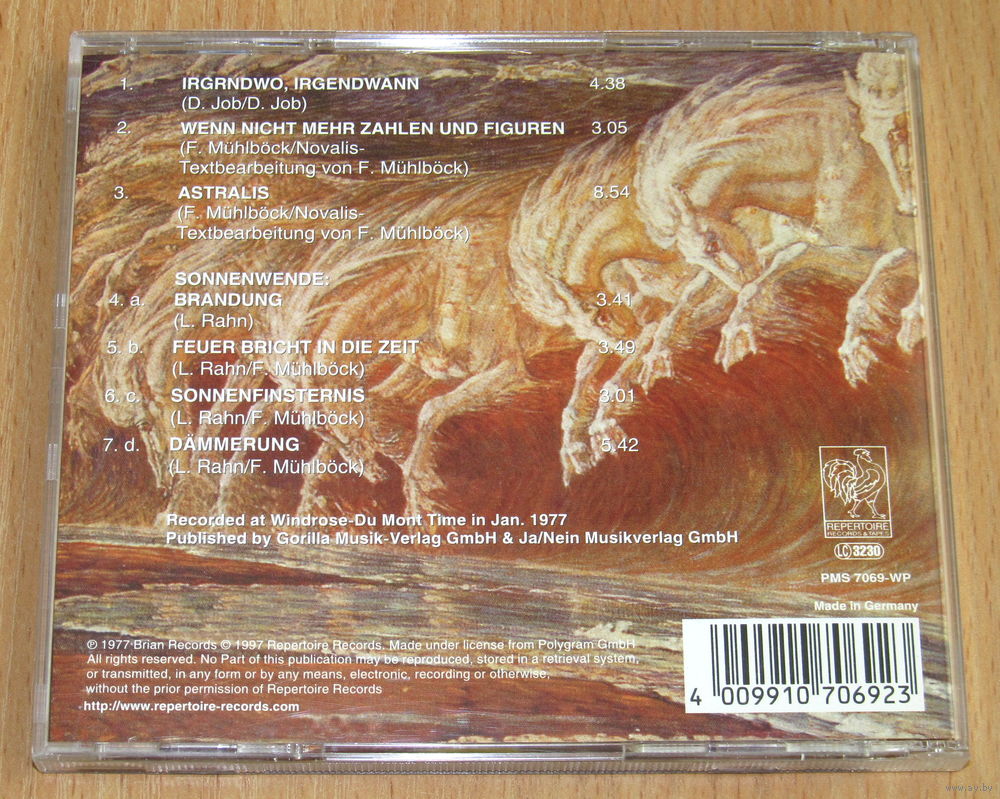 1. IRGRNDWO, IRGENDWANN 4.38
(D. Job/D. Job)
2. WENN NICHT MEHR ZAHLEN UND FIGUREN 3.05
(F. Mühlböck/Novalis-
Textbearbeitung von F. Mühlböck)
3. ASTRALIS 8.54
(F. Mühlböck/Novalis-
Textbearbeitung von F. Mühlböck)
SONNENWENDE:
4. a. BRANDUNG 3.41
(L. Rahn)
5. b. FEUER BRICHT IN DIE ZEIT 3.49
(L. Rahn/F. Mühlböck)
6. c. SONNENFINSTERNIS 3.01
(L. Rahn/F. Mühlböck)
7. d. DÄMMERUNG 5.42
(L. Rahn/F. Mühlböck)
Recorded at Windrose-Du Mont Time in Jan. 1977
Published by Gorilla Musik-Verlag GmbH & Ja/Nein Musikverlag GmbH
REPERTOIRE
RECORDS & TAPES
LC 3230
PMS 7069-WP
Made in Germany
℗ 1977 Brian Records © 1997 Repertoire Records. Made under license from Polygram GmbH
All rights reserved. No Part of this publication may be reproduced, stored in a retrieval system,
or transmitted, in any form or by any means, electronic, recording or otherwise,
without the prior permission of Repertoire Records
http://www.repertoire-records.com
4 009910 706923
www.ay.by